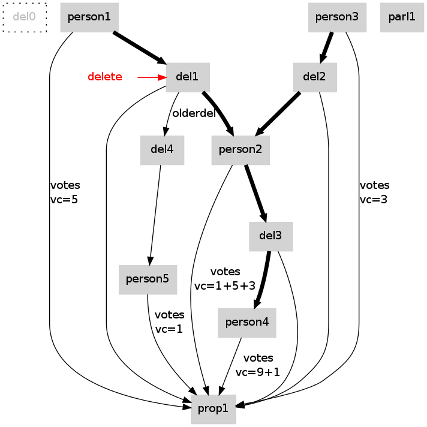 del0
person1
person3
parl1
delete
del1
del2
olderdel
del4
person2
votes
vc=5
votes
vc=3
del3
person5
votes
vc=1+5+3
votes
vc=1
person4
votes
vc=9+1
prop1